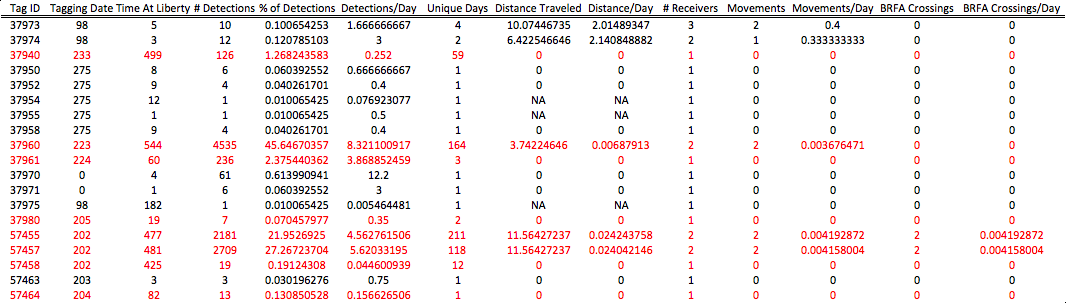 Tag ID Tagging Date Time At Liberty # Detections % of Detections Detections/Day Unique Days Distance Traveled Distance/Day # Receivers Movements Movements/Day BRFA Crossings BRFA Crossings/Day
37973 98 5 10 0.100654253 1.666666667 4 10.07446735 2.01489347 3 2 0.4 0 0
37974 98 3 12 0.120785103 3 2 6.422546646 2.140848882 2 1 0.333333333 0 0
37940 233 499 126 1.268243583 0.252 59 0 0 1 0 0 0 0
37950 275 8 6 0.060392552 0.666666667 1 0 0 1 0 0 0 0
37952 275 9 4 0.040261701 0.4 1 0 0 1 0 0 0 0
37954 275 12 1 0.010065425 0.076923077 1 NA NA 1 0 0 0 0
37955 275 1 1 0.010065425 0.5 1 NA NA 1 0 0 0 0
37958 275 9 4 0.040261701 0.4 1 0 0 1 0 0 0 0
37960 223 544 4535 45.64670357 8.321100917 164 3.74224646 0.00687913 2 2 0.003676471 0 0
37961 224 60 236 2.375440362 3.868852459 3 0 0 1 0 0 0 0
37970 0 4 61 0.613990941 12.2 1 0 0 1 0 0 0 0
37971 0 1 6 0.060392552 3 1 0 0 1 0 0 0 0
37975 98 182 1 0.010065425 0.005464481 1 NA NA 1 0 0 0 0
37980 205 19 7 0.070457977 0.35 2 0 0 1 0 0 0 0
57455 202 477 2181 21.9526925 4.562761506 211 11.56427237 0.024243758 2 2 0.004192872 2 0.004192872
57457 202 481 2709 27.26723704 5.62033195 118 11.56427237 0.024042146 2 2 0.004158004 2 0.004158004
57458 202 425 19 0.19124308 0.044600939 12 0 0 1 0 0 0 0
57463 203 3 3 0.030196276 0.75 1 0 0 1 0 0 0 0
57464 204 82 13 0.130850528 0.156626506 1 0 0 1 0 0 0 0